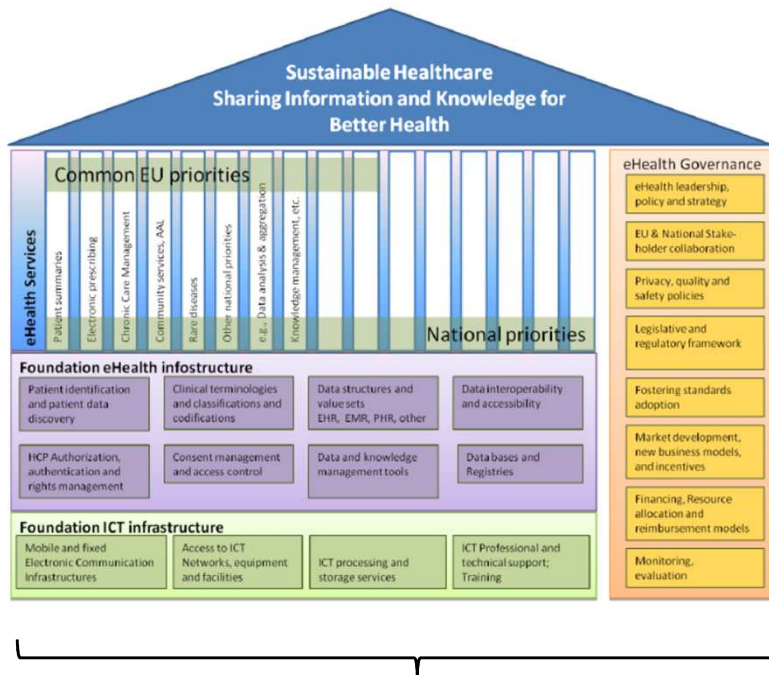 Sustainable Healthcare
Sharing Information and Knowledge for
Better Health
eHealth Services
Common EU priorities
Patient summaries
Electronic prescribing
Chronic Care Management
Community services, AAL
Rare diseases
Other national priorities
e.g., Data analysis & aggregation
Knowledge management, etc.
National priorities
Foundation eHealth infostructure
Patient identification
and patient data
discovery
Clinical terminologies
and classifications and
codifications
Data structures and
value sets
EHR, EMR, PHR, other
Data interoperability
and accessibility
HCP Authorization,
authentication and
rights management
Consent management
and access control
Data and knowledge
management tools
Data bases and
Registries
Foundation ICT infrastructure
Mobile and fixed
Electronic Communication
Infrastructures
Access to ICT
Networks, equipment
and facilities
ICT processing and
storage services
ICT Professional and
technical support;
Training
eHealth Governance
eHealth leadership,
policy and strategy
EU & National Stake-
holder collaboration
Privacy, quality and
safety policies
Legislative and
regulatory framework
Fostering standards
adoption
Market development,
new business models,
and incentives
Financing, Resource
allocation and
reimbursement models
Monitoring,
evaluation